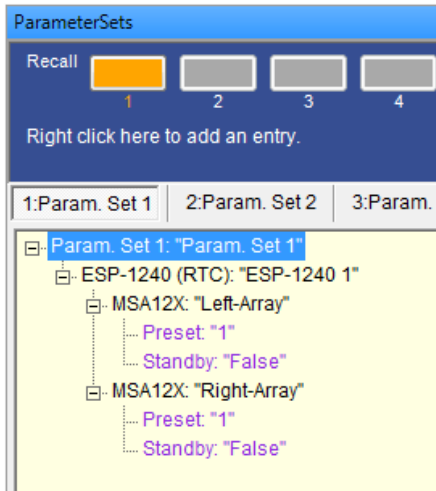 ParameterSets
Recall
1 2 3 4
Right click here to add an entry.
1:Param. Set 1 2:Param. Set 2 3:Param.
Param. Set 1: "Param. Set 1"
ESP-1240 (RTC): "ESP-1240 1"
MSA12X: "Left-Array"
Preset: "1"
Standby: "False"
MSA12X: "Right-Array"
Preset: "1"
Standby: "False"